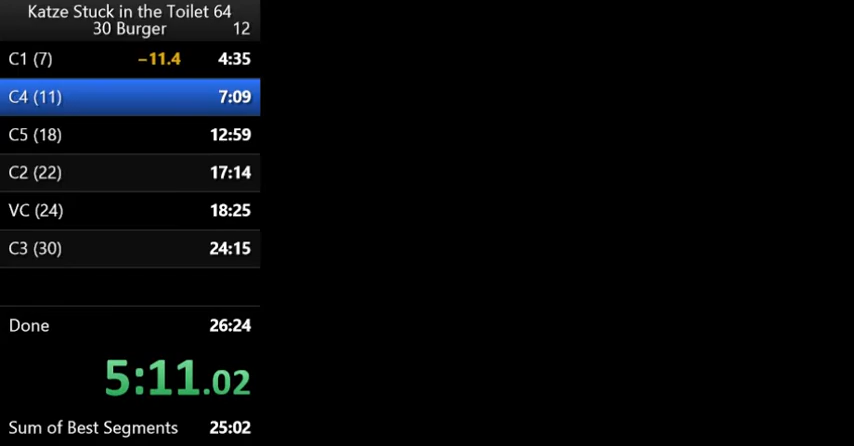 Katze Stuck in the Toilet 64
30 Burger 12
C1 (7) −11.4 4:35
C4 (11) 7:09
C5 (18) 12:59
C2 (22) 17:14
VC (24) 18:25
C3 (30) 24:15
Done 26:24
5:11.02
Sum of Best Segments 25:02